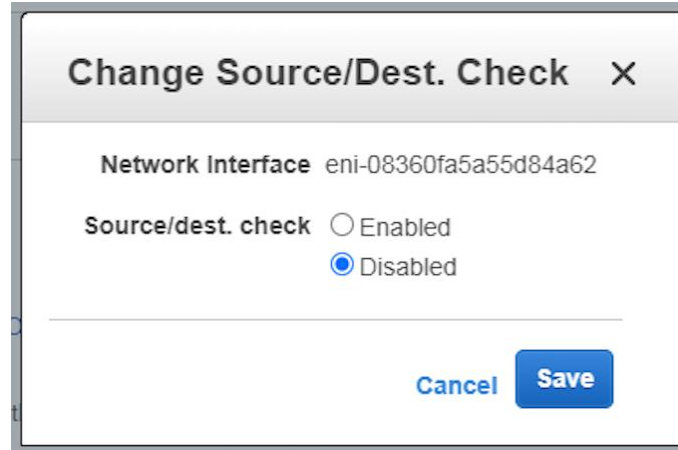 Change Source/Dest. Check ×
Network Interface eni-08360fa5a55d84a62
Source/dest. check Enabled
Disabled
Cancel Save